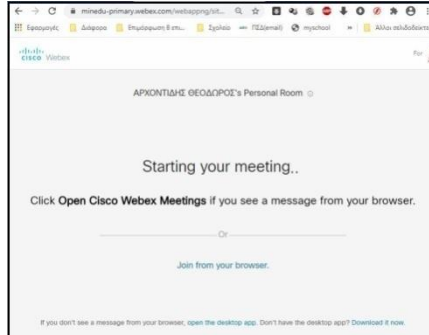 minedu-primary.webex.com/webappng/sit...
Εφαρμογές Διάφορα Επιμόρφωση Β επι... Σχολείο ΠΣΔ(email) myschool » Άλλοι σελιδοδείκτες
cisco Webex
For
ΑΡΧΟΝΤΙΔΗΣ ΘΕΟΔΩΡΟΣ's Personal Room
Starting your meeting..
Click Open Cisco Webex Meetings if you see a message from your browser.
Or
Join from your browser.
If you don't see a message from your browser, open the desktop app. Don't have the desktop app? Download it now.